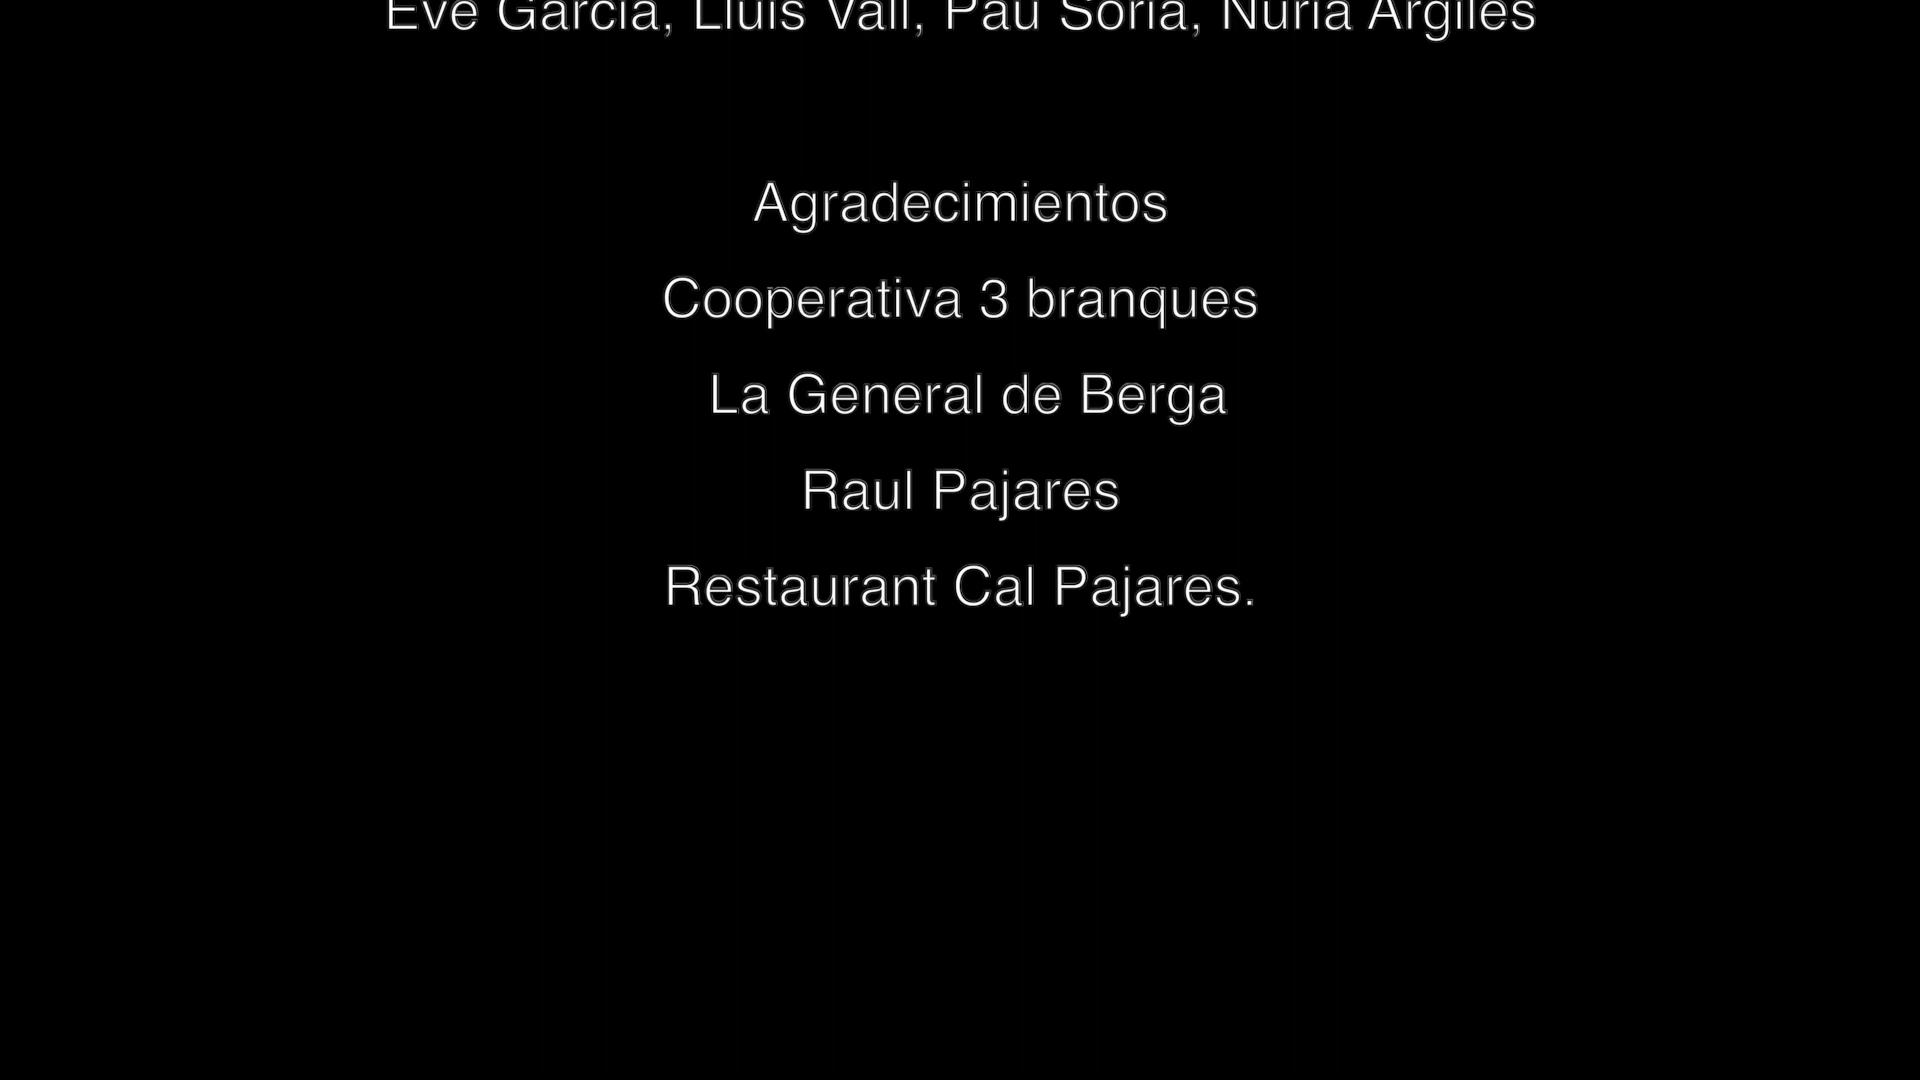 Eve Garcia, Lluis Vall, Pau Soria, Nuria Argiles
Agradecimientos
Cooperativa 3 branques
La General de Berga
Raul Pajares
Restaurant Cal Pajares.